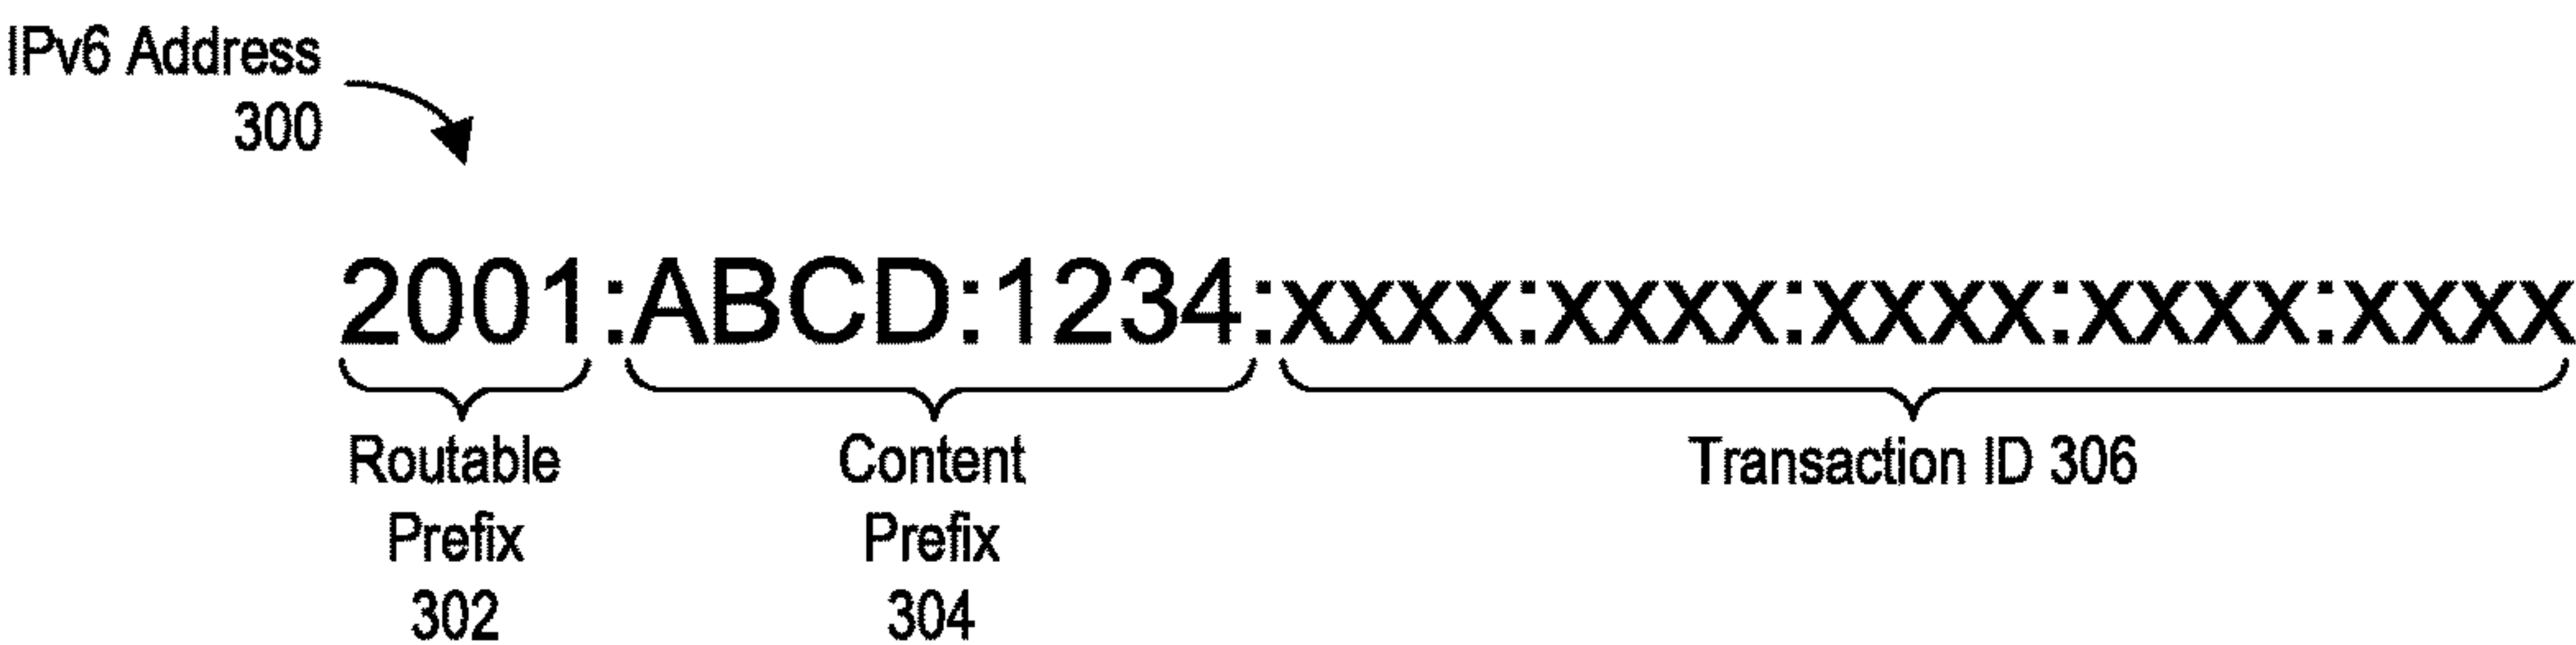 IPv6 Address
300
2001:ABCD:1234:xxxx:xxxx:xxxx:xxxx:xxxx
Routable
Prefix
302
Content
Prefix
304
Transaction ID 306